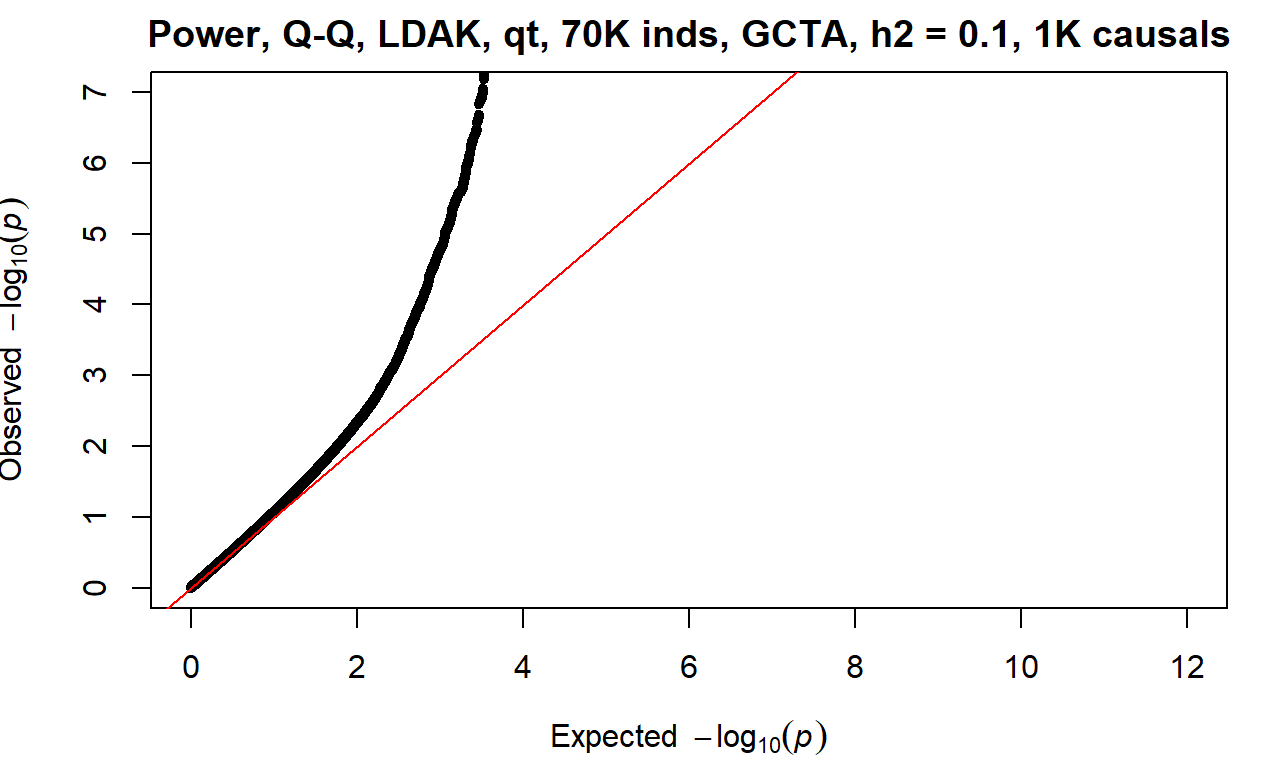 Power, Q-Q, LDAK, qt, 70K inds, GCTA, h2 = 0.1, 1K causals
Observed −log10(p)
7
6
5
4
3
2
1
0
0 2 4 6 8 10 12
Expected −log10(p)